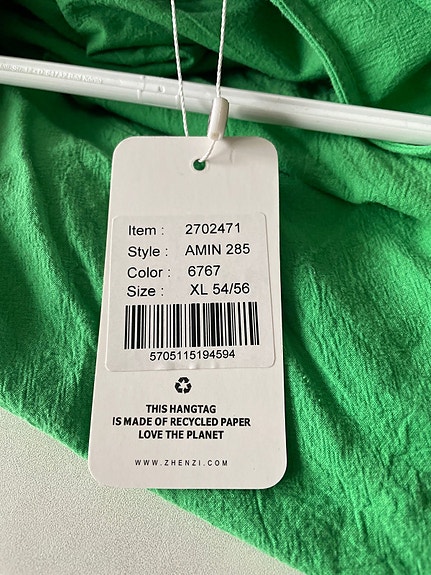 Item : 2702471
Style : AMIN 285
Color : 6767
Size : XL 54/56
5705115194594
THIS HANGTAG
IS MADE OF RECYCLED PAPER
LOVE THE PLANET
WWW.ZHENZI.COM